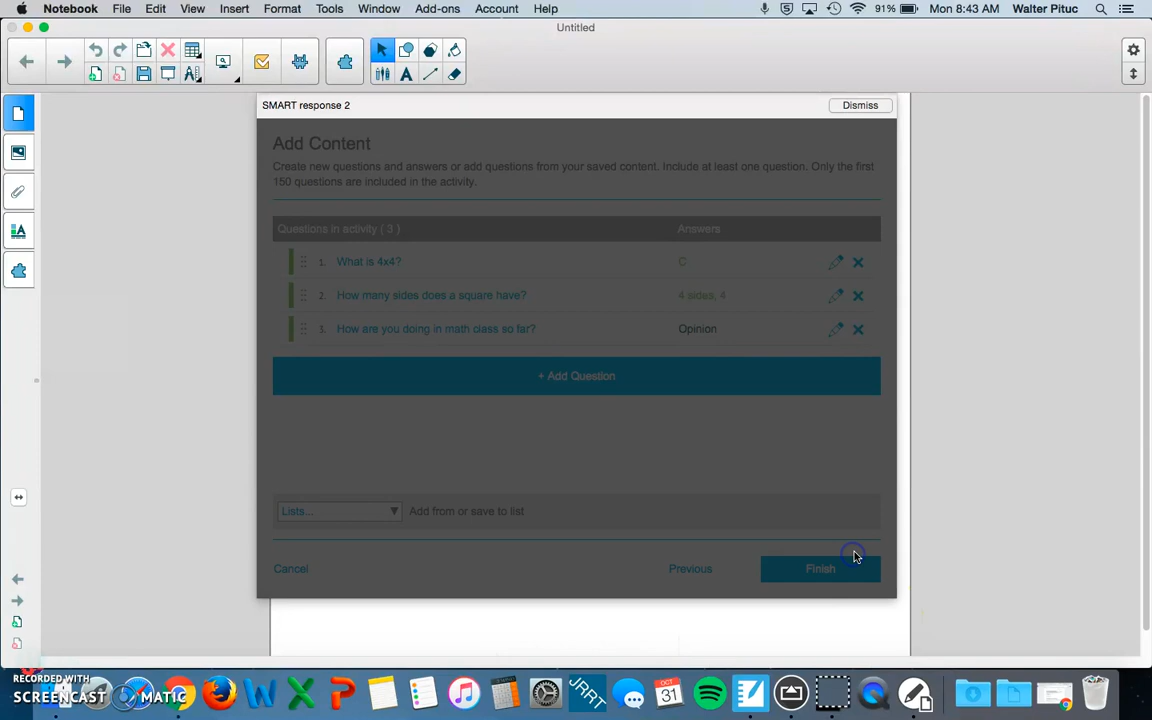 Notebook File Edit View Insert Format Tools Window Add-ons Account Help 91% Mon 8:43 AM Walter Pituc
Untitled
SMART response 2 Dismiss
Add Content
Create new questions and answers or add questions from your saved content. Include at least one question. Only the first
150 questions are included in the activity.
Questions in activity ( 3 ) Answers
1. What is 4x4? C
2. How many sides does a square have? 4 sides, 4
3. How are you doing in math class so far? Opinion
+ Add Question
Lists... Add from or save to list
Cancel Previous Finish
RECORDED WITH
SCREENCAST MATIC
OCT
31
JRRT